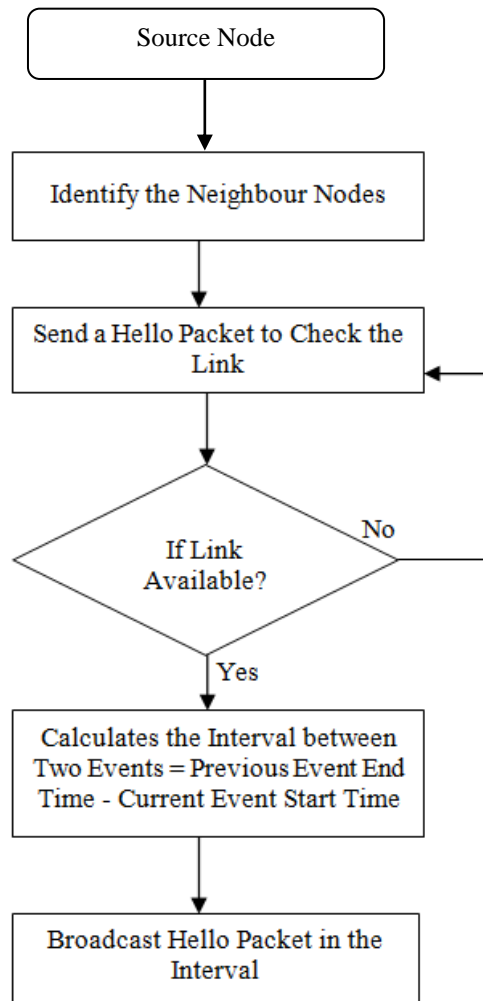 Source Node
Identify the Neighbour Nodes
Send a Hello Packet to Check the
Link
If Link
Available?
No
Yes
Calculates the Interval between
Two Events = Previous Event End
Time - Current Event Start Time
Broadcast Hello Packet in the
Interval